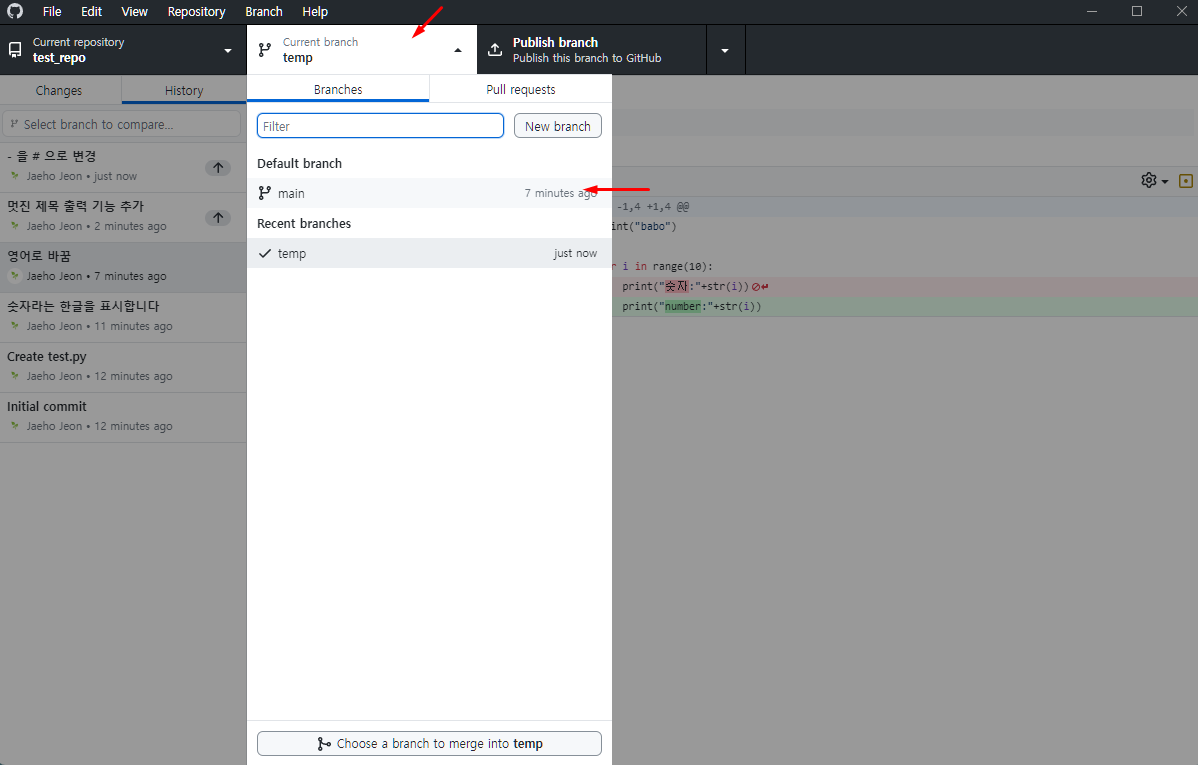 File Edit View Repository Branch Help
Current repository
test_repo
Current branch
temp
Publish branch
Publish this branch to GitHub
Changes
History
Select branch to compare...
- 을 # 으로 변경
Jaeho Jeon • just now
멋진 제목 출력 기능 추가
Jaeho Jeon • 2 minutes ago
영어로 바꿈
Jaeho Jeon • 7 minutes ago
숫자라는 한글을 표시합니다
Jaeho Jeon • 11 minutes ago
Create test.py
Jaeho Jeon • 12 minutes ago
Initial commit
Jaeho Jeon • 12 minutes ago
Branches
Pull requests
Filter
New branch
Default branch
main
7 minutes ago
Recent branches
temp
just now
Choose a branch to merge into temp
-1,4 +1,4 @@
int("babo")
r i in range(10):
print("숫자:"+str(i))
print("number:"+str(i))